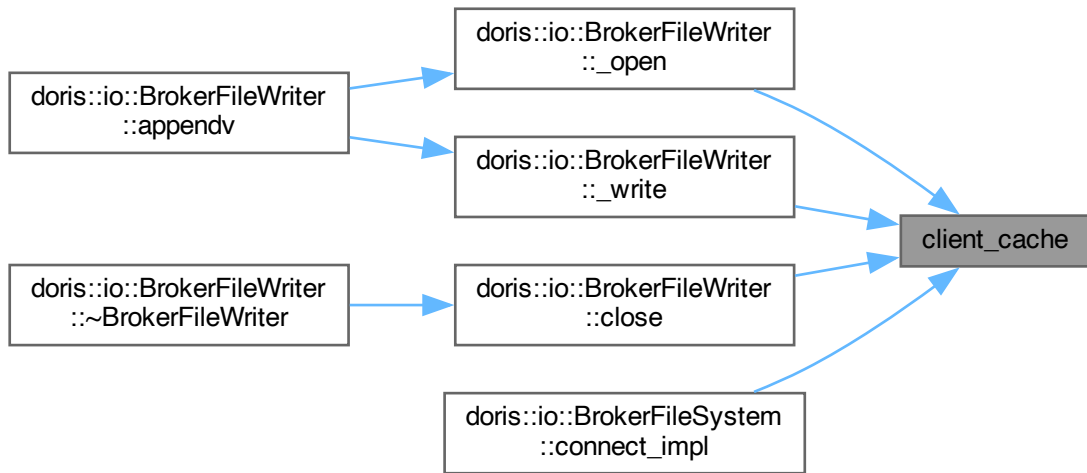 doris::io::BrokerFileWriter
::appendv
doris::io::BrokerFileWriter
::_open
doris::io::BrokerFileWriter
::_write
client_cache
doris::io::BrokerFileWriter
::~BrokerFileWriter
doris::io::BrokerFileWriter
::close
doris::io::BrokerFileSystem
::connect_impl